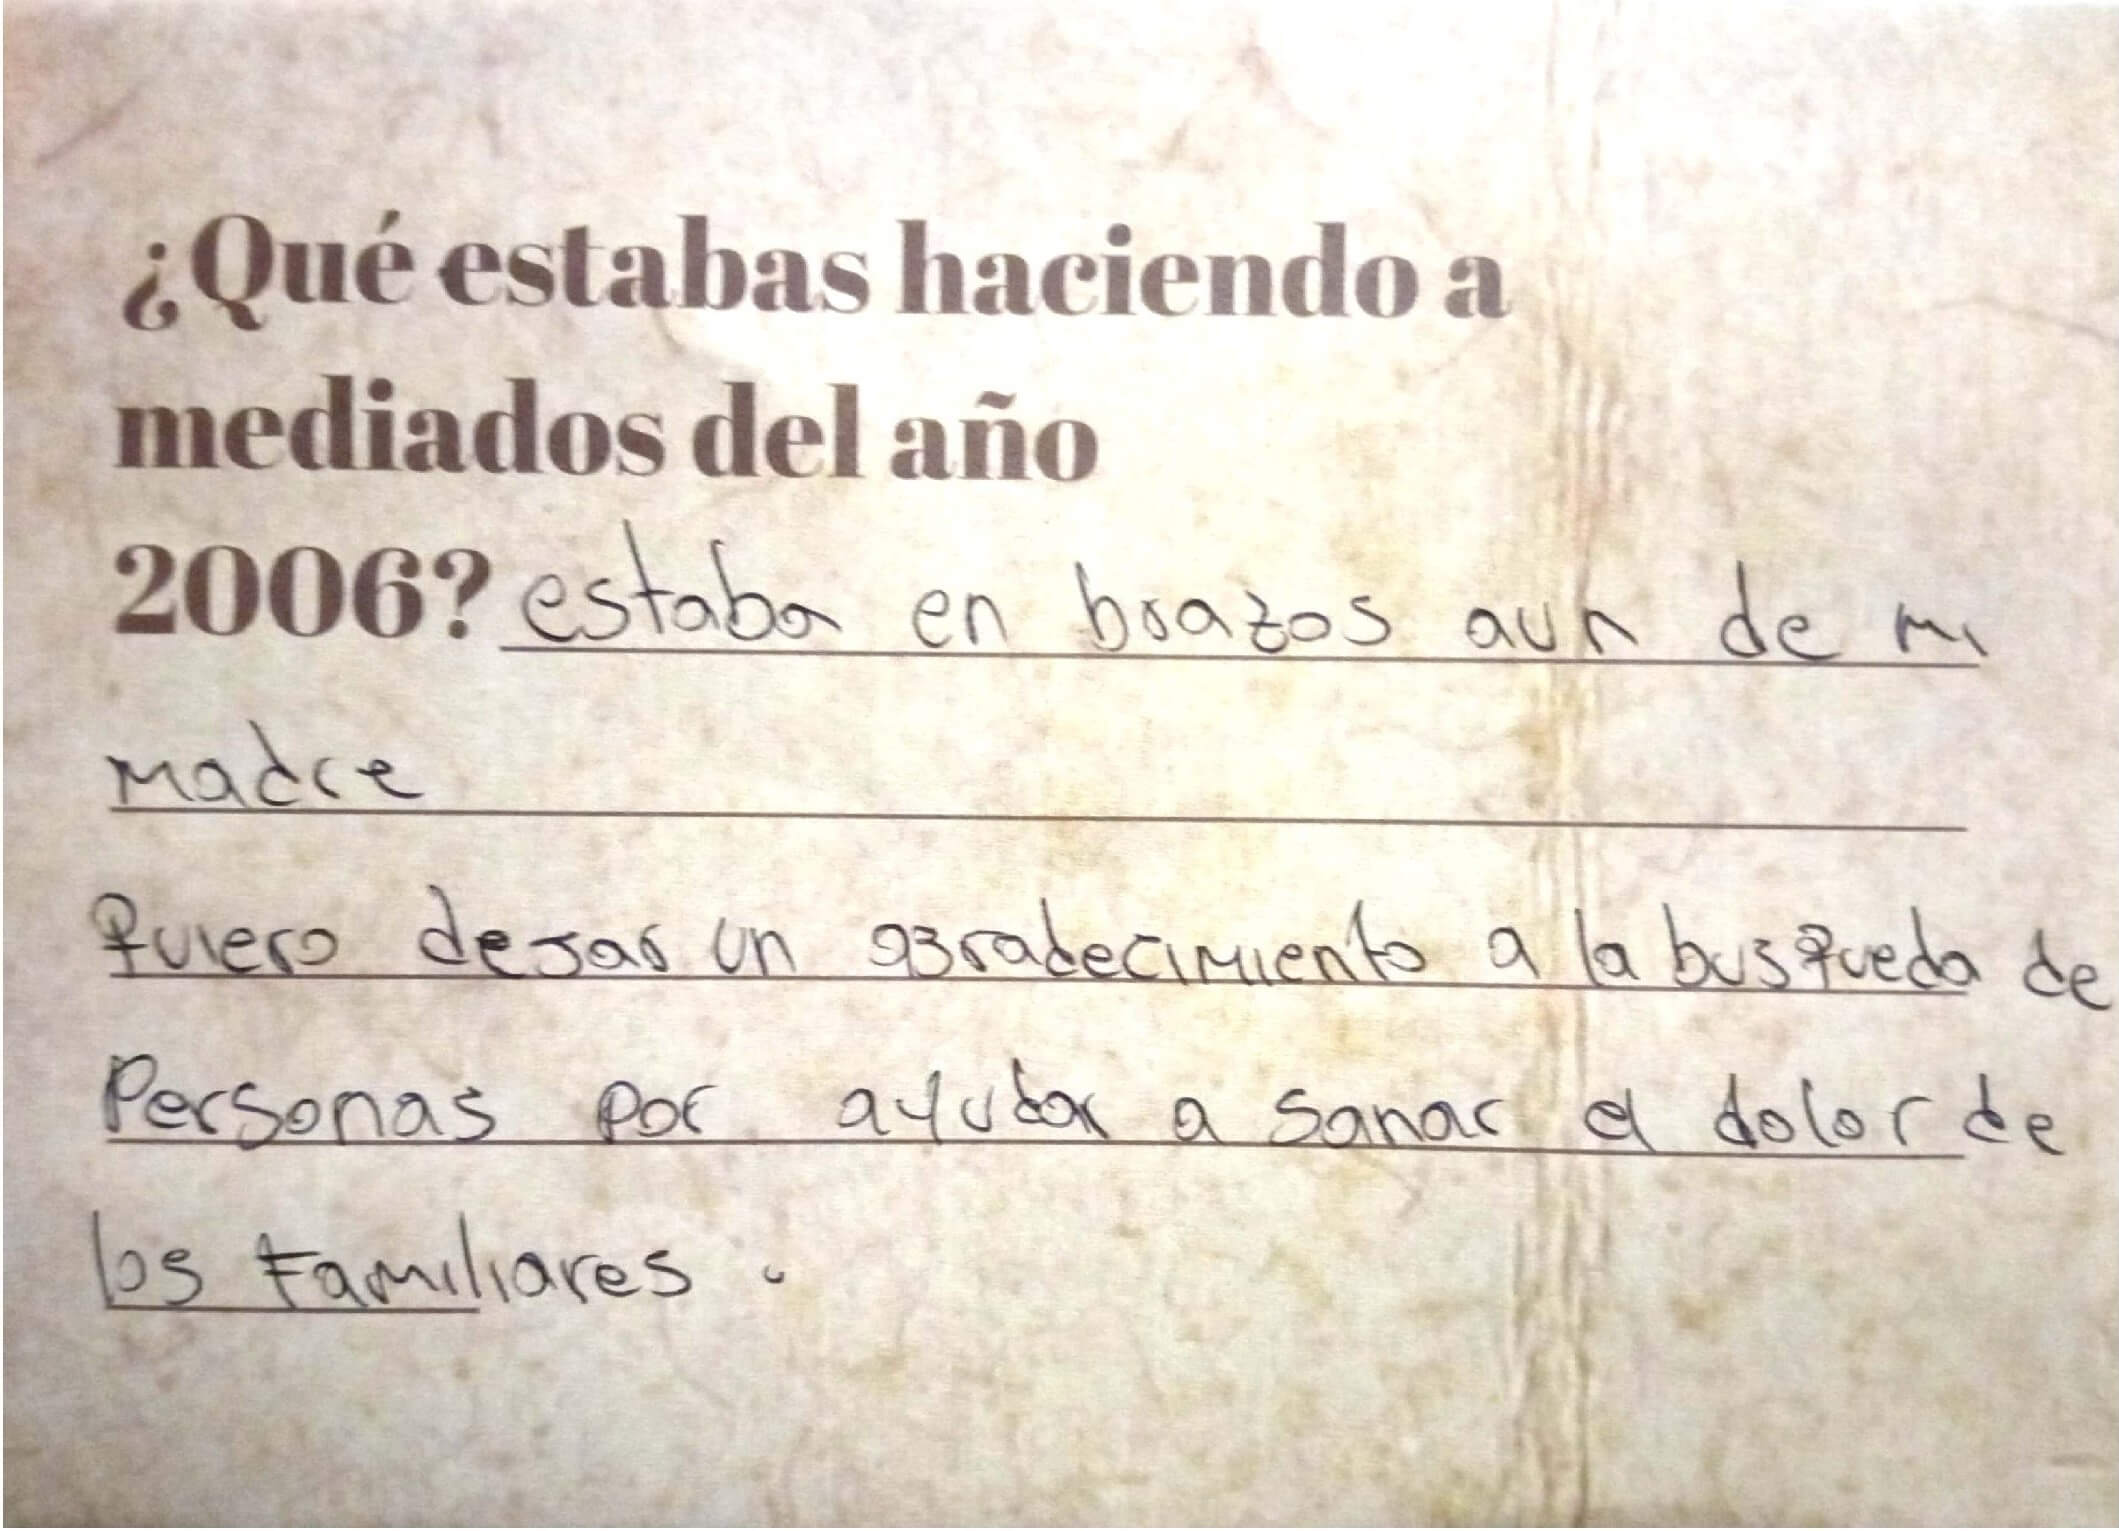 ¿Qué estabas haciendo a
mediados del año
2006? estaba en brazos aun de mi
madre
quiero dejar un agradecimiento a la busqueda de
Personas por ayudar a sanar el dolor de
los Familiares.